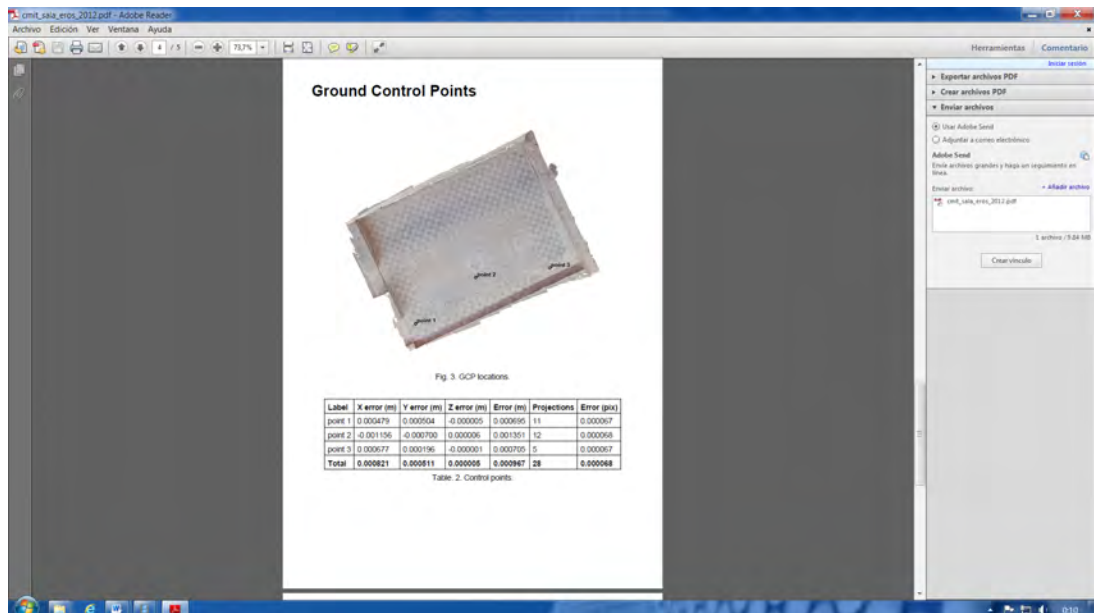 cmit_saia_eros_2012.pdf - Adobe Reader
Archivo Edición Ver Ventana Ayuda
4 / 5 73,7% Herramientas Comentario
Iniciar sesión
Exportar archivos PDF
Crear archivos PDF
Enviar archivos
Usar Adobe Send
Adjuntar a correo electrónico
Adobe Send
Envíe archivos grandes y haga un seguimiento en
línea.
Enviar archivo:
+ Añadir archivo
cmit_saia_eros_2012.pdf
1 archivo / 9.84 MB
Crear vínculo
Ground Control Points
point 2
point 3
point 1
Fig. 3. GCP locations.
Label X error (m) Y error (m) Z error (m) Error (m) Projections Error (pix)
point 1 0.000479 0.000504 -0.000005 0.000695 11 0.000067
point 2 -0.001156 -0.000700 0.000006 0.001351 12 0.000068
point 3 0.000677 0.000196 -0.000001 0.000705 5 0.000067
Total 0.000821 0.000511 0.000005 0.000967 28 0.000068
Table. 2. Control points.
0:10